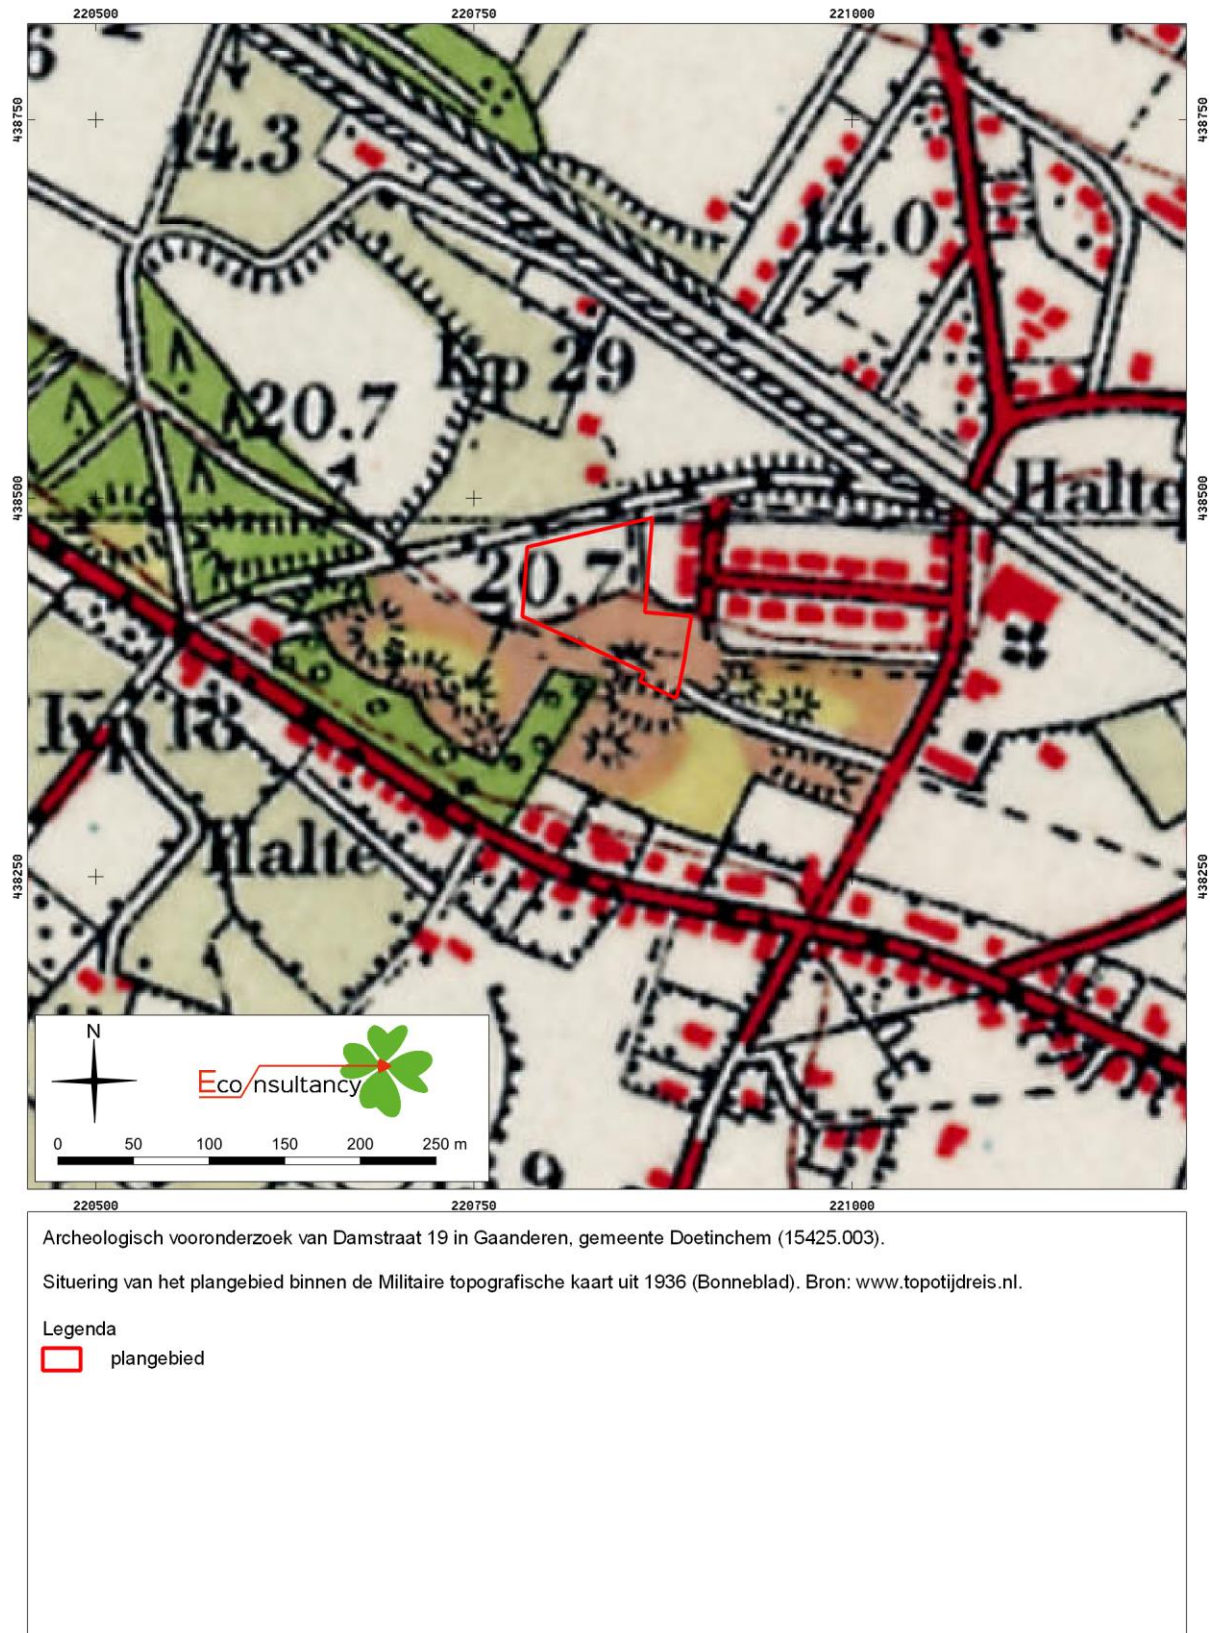 220500 220750 221000
438750 438750
14.3
14.0
Kp 29
20.7
Halte
438500 438500
20.7
Kp 18
Halte
438250 438250
N
Econsultancy
0 50 100 150 200 250 m
9
220500 220750 221000
Archeologisch vooronderzoek van Damstraat 19 in Gaanderen, gemeente Doetinchem (15425.003).
Situering van het plangebied binnen de Militaire topografische kaart uit 1936 (Bonneblad). Bron: www.topotijdreis.nl.
Legenda
plangebied